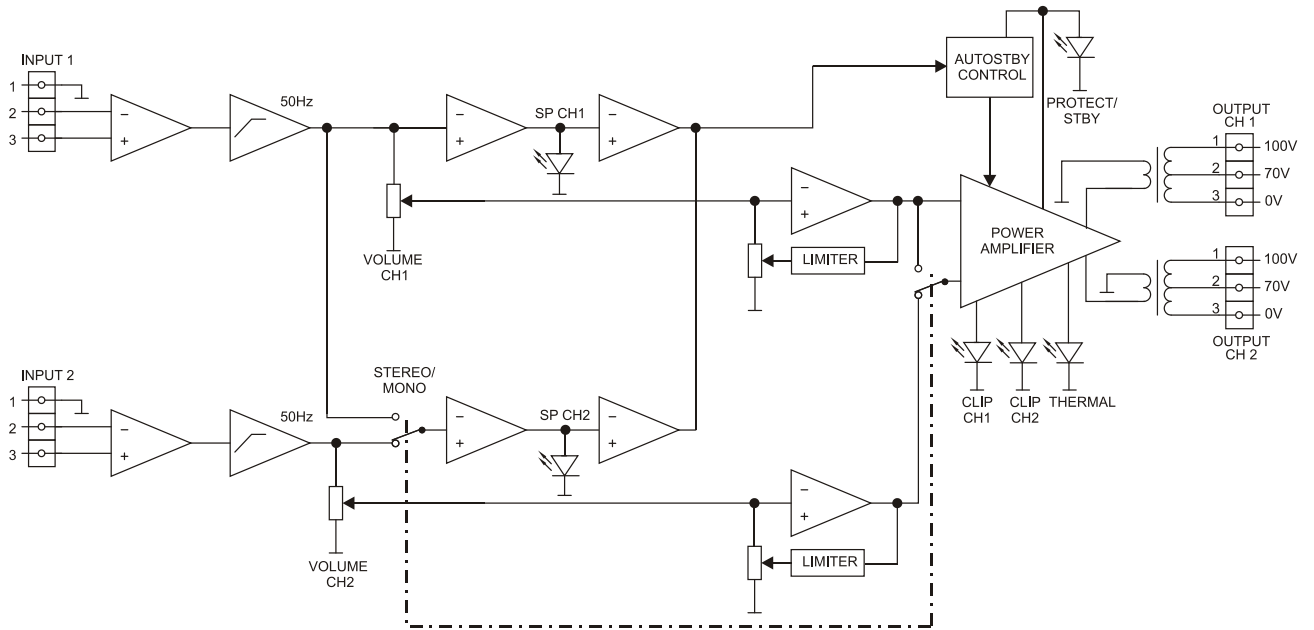 INPUT 1
1
2
3
−
+
50Hz
−
+
SP CH1
−
+
AUTOSTBY
CONTROL
PROTECT/
STBY
OUTPUT
CH 1
1
100V
2
70V
3
0V
VOLUME
CH1
−
+
LIMITER
POWER
AMPLIFIER
1
100V
2
70V
3
0V
OUTPUT
CH 2
CLIP
CH1
CLIP
CH2
THERMAL
INPUT 2
1
2
3
−
+
50Hz
STEREO/
MONO
−
+
SP CH2
−
+
VOLUME
CH2
−
+
LIMITER